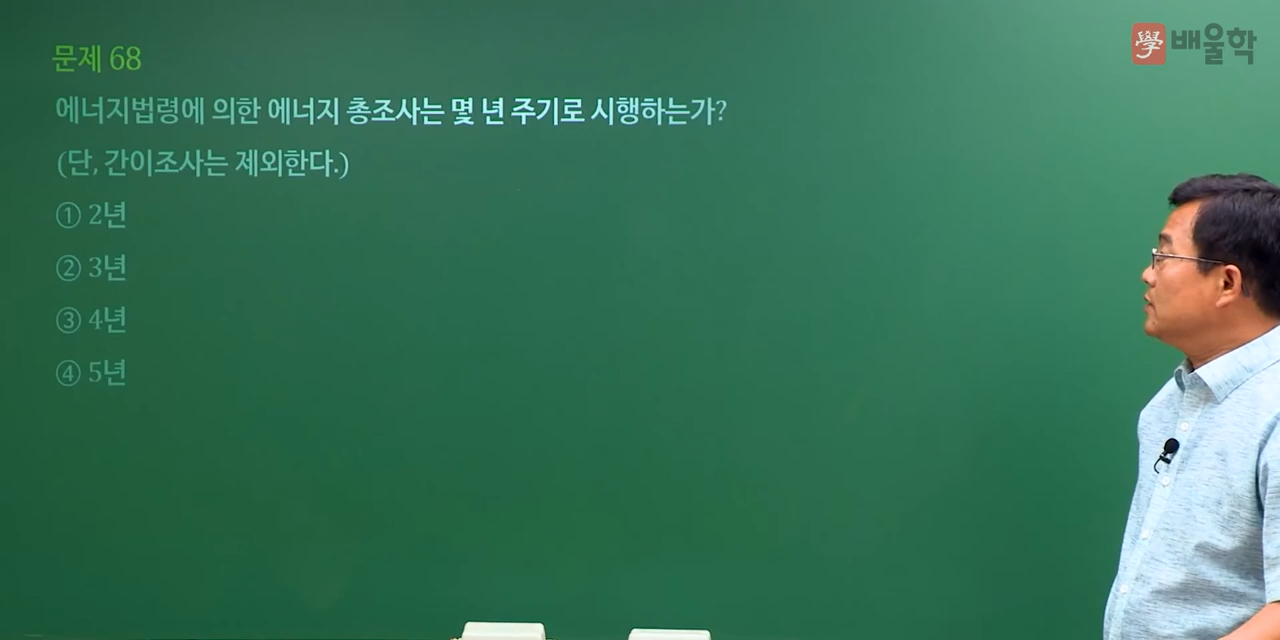 學 배울학
문제 68
에너지법령에 의한 에너지 총조사는 몇 년 주기로 시행하는가?
(단, 간이조사는 제외한다.)
① 2년
② 3년
③ 4년
④ 5년